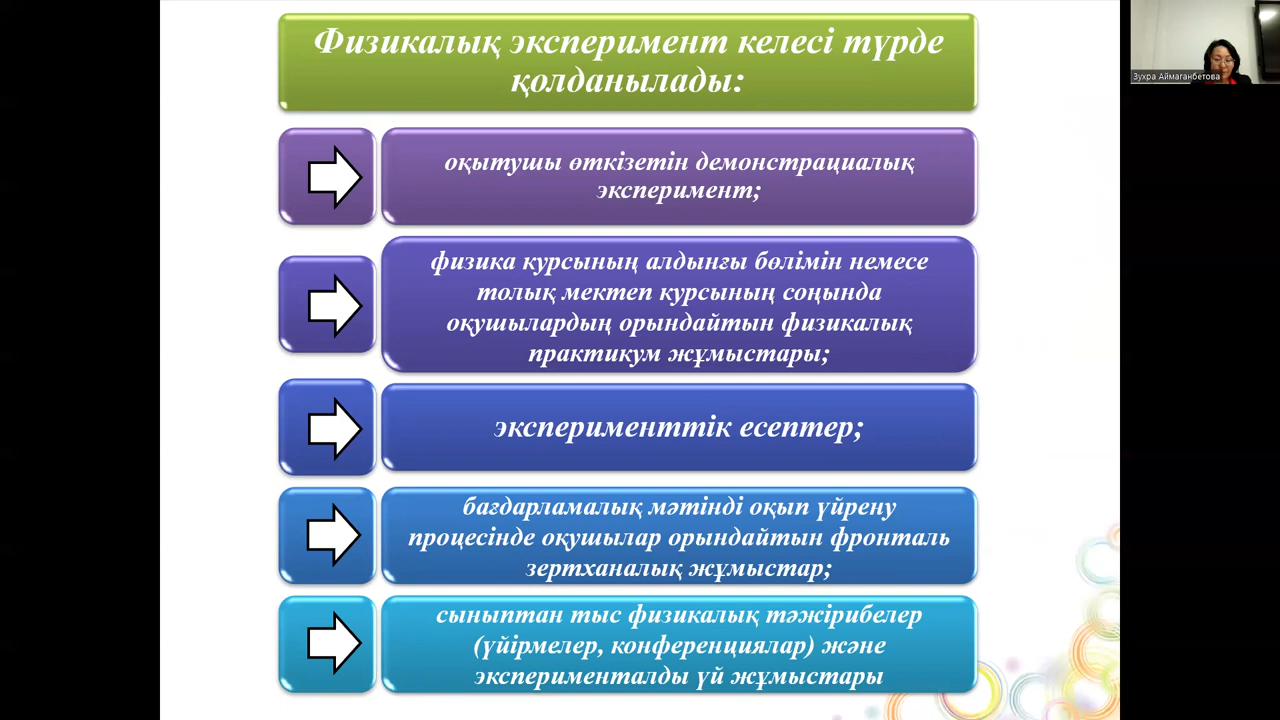 Физикалық эксперимент келесі түрде
қолданылады:
оқытушы өткізетін демонстрациалық
эксперимент;
физика курсының алдынғы бөлімін немесе
толық мектеп курсының соңында
оқушылардың орындайтын физикалық
практикум жұмыстары;
эксперименттік есептер;
бағдарламалық мәтінді оқып үйрену
процесінде оқушылар орындайтын фронталь
зертханалық жұмыстар;
сыныптан тыс физикалық тәжірибелер
(үйірмелер, конференциялар) және
эксперименталды үй жұмыстары
Зухра Аймаганбетова